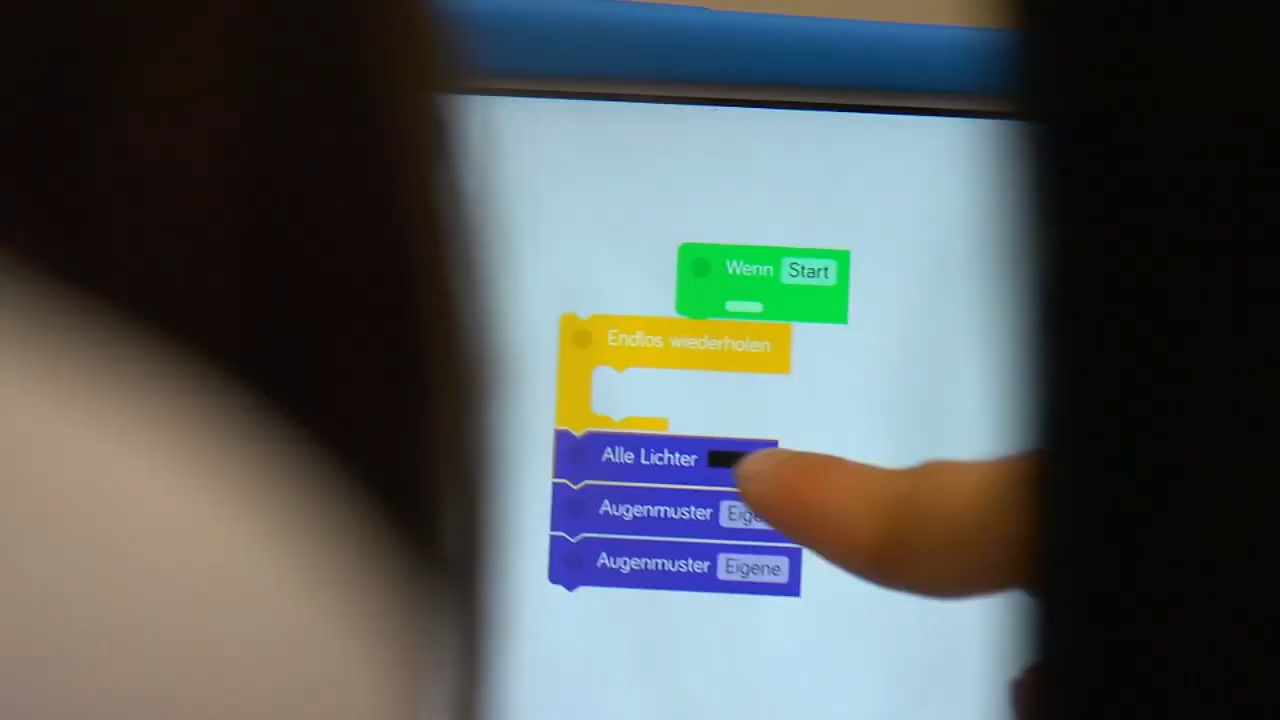 Wenn Start
Endlos wiederholen
Alle Lichter
Augenmuster
Augenmuster Eigene